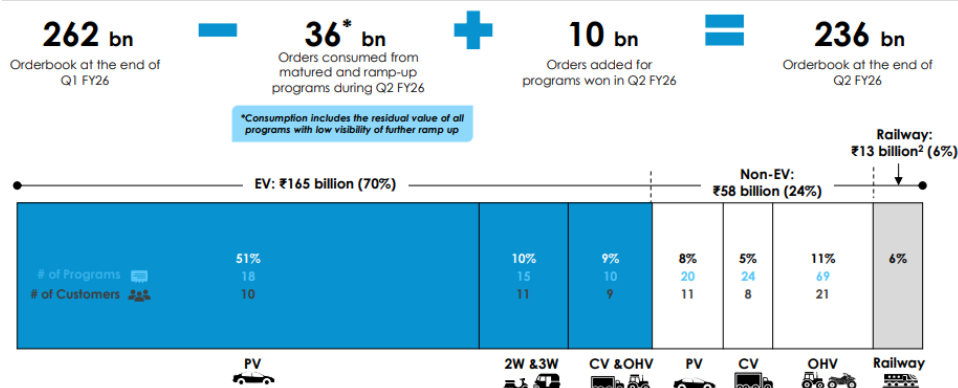 262 bn
Orderbook at the end of
Q1 FY26
36* bn
Orders consumed from
matured and ramp-up
programs during Q2 FY26
*Consumption includes the residual value of all
programs with low visibility of further ramp up
10 bn
Orders added for
programs won in Q2 FY26
236 bn
Orderbook at the end of
Q2 FY26
EV: ₹165 billion (70%)
Non-EV:
₹58 billion (24%)
Railway:
₹13 billion² (6%)
51% 10% 9% 8% 5% 11% 6%
# of Programs 18 15 10 20 24 69
# of Customers 10 11 9 11 8 21
PV 2W &3W CV &OHV PV CV OHV Railway